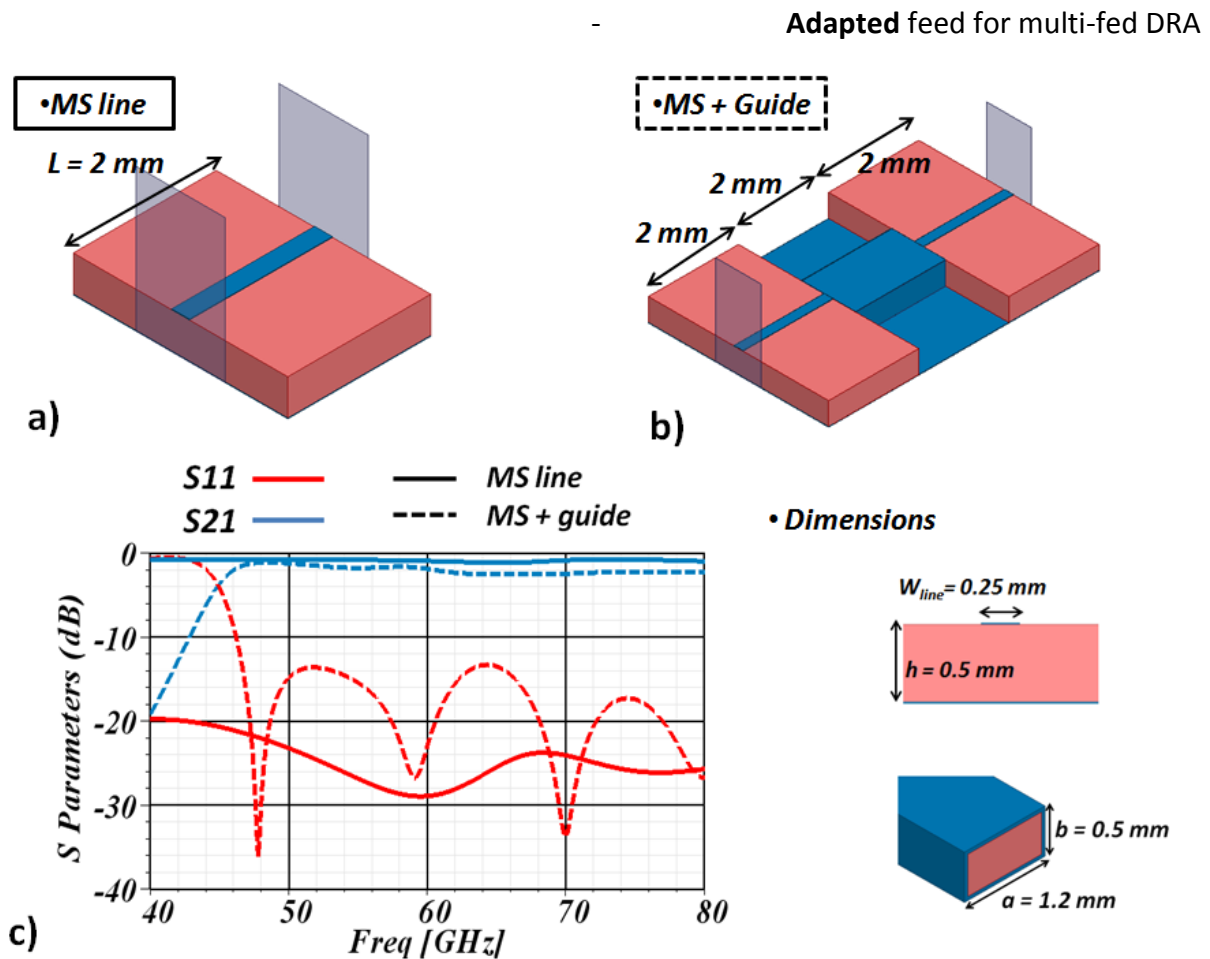 - Adapted feed for multi-fed DRA
•MS line
L = 2 mm
a)
•MS + Guide
2 mm
2 mm
2 mm
b)
S11
S21
MS line
MS + guide
S Parameters (dB)
0
-10
-20
-30
-40
40 50 60 70 80
Freq [GHz]
c)
• Dimensions
Wline= 0.25 mm
h = 0.5 mm
b = 0.5 mm
a = 1.2 mm